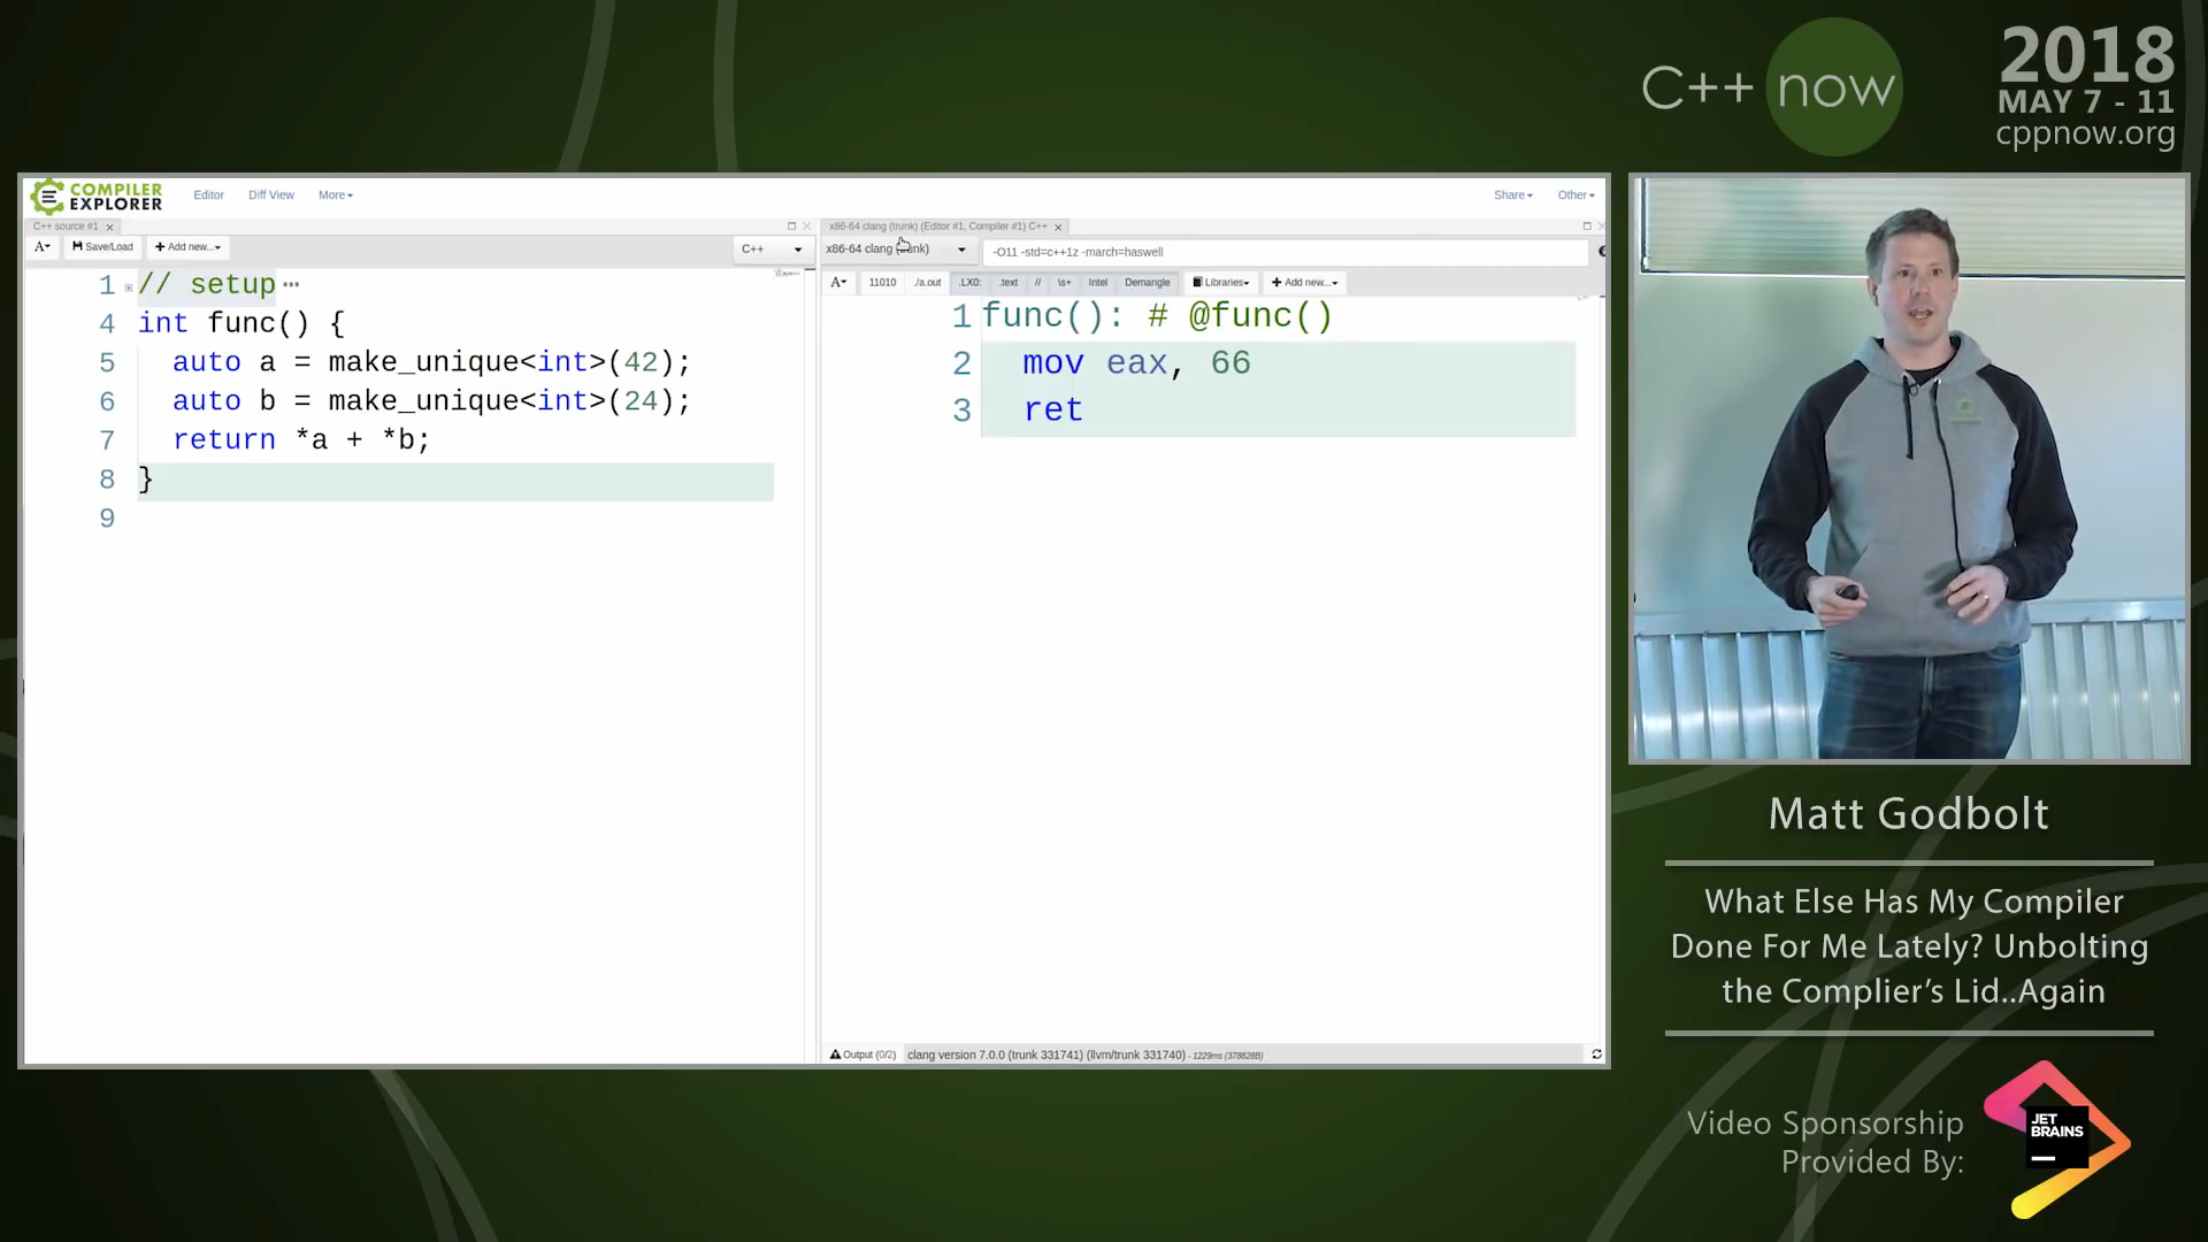 C++ now
2018
MAY 7 - 11
cppnow.org
COMPILER
EXPLORER
Editor
Diff View
More
Share
Other
C++ source #1
A
Save/Load
+ Add new...
C++
1 // setup ...
4 int func() {
5 auto a = make_unique<int>(42);
6 auto b = make_unique<int>(24);
7 return *a + *b;
8 }
9
x86-64 clang (trunk) (Editor #1, Compiler #1) C++
x86-64 clang (trunk)
-O11 -std=c++1z -march=haswell
A
11010
./a.out
.LX0:
.text
//
\s+
Intel
Demangle
Libraries
+ Add new...
1 func(): # @func()
2 mov eax, 66
3 ret
Output (0/2)
clang version 7.0.0 (trunk 331741) (llvm/trunk 331740) - 1229ms (378828B)
Matt Godbolt
What Else Has My Compiler
Done For Me Lately? Unbolting
the Complier's Lid..Again
Video Sponsorship
Provided By:
JET
BRAINS